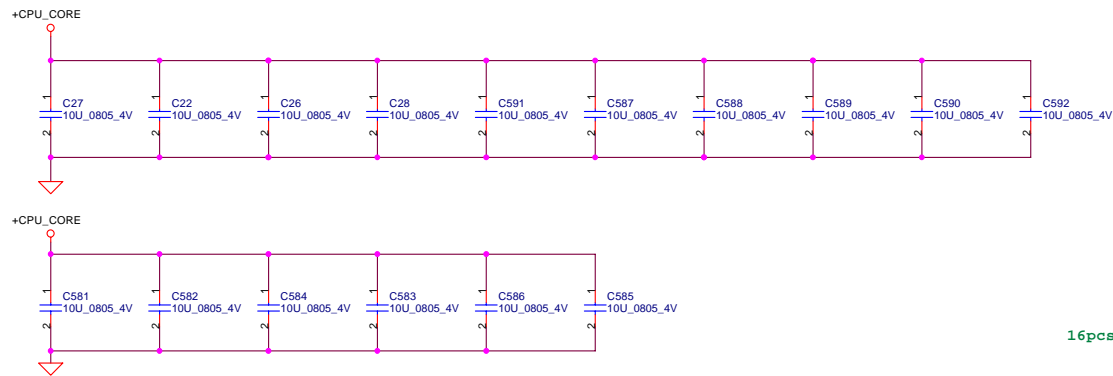 +CPU_CORE
1 1 1 1 1 1 1 1 1 1
C27 C22 C26 C28 C591 C587 C588 C589 C590 C592
10U_0805_4V 10U_0805_4V 10U_0805_4V 10U_0805_4V 10U_0805_4V 10U_0805_4V 10U_0805_4V 10U_0805_4V 10U_0805_4V 10U_0805_4V
2 2 2 2 2 2 2 2 2 2
+CPU_CORE
1 1 1 1 1 1
C581 C582 C584 C583 C586 C585
10U_0805_4V 10U_0805_4V 10U_0805_4V 10U_0805_4V 10U_0805_4V 10U_0805_4V
2 2 2 2 2 2
16pcs